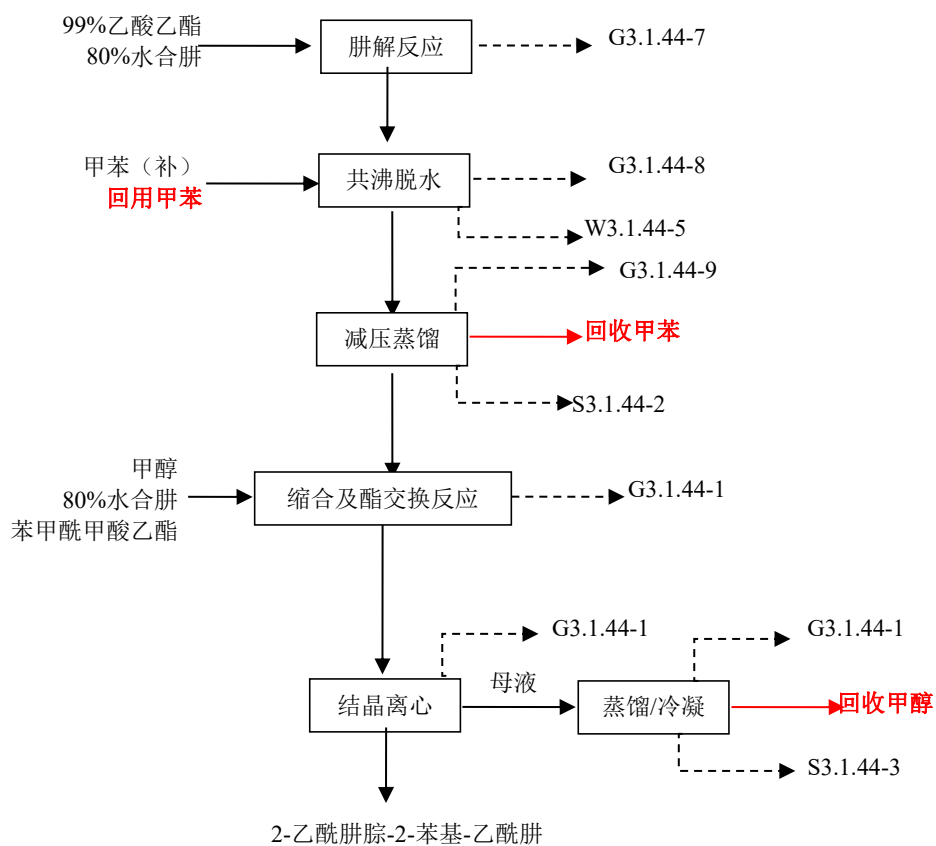 99%乙酸乙酯
80%水合肼
肼解反应
G3.1.44-7
甲苯（补）
回用甲苯
共沸脱水
G3.1.44-8
W3.1.44-5
G3.1.44-9
减压蒸馏
回收甲苯
S3.1.44-2
甲醇
80%水合肼
苯甲酰甲酸乙酯
缩合及酯交换反应
G3.1.44-1
G3.1.44-1
G3.1.44-1
结晶离心
母液
蒸馏/冷凝
回收甲醇
S3.1.44-3
2-乙酰肼腙-2-苯基-乙酰肼